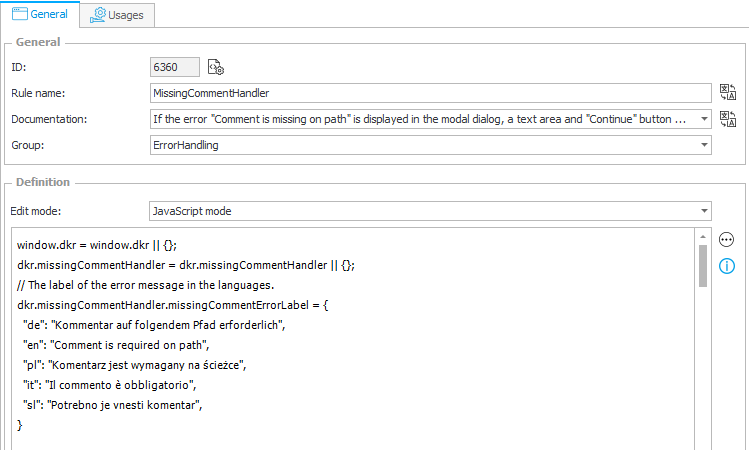 General
Usages
General
ID:
6360
Rule name:
MissingCommentHandler
Documentation:
If the error "Comment is missing on path" is displayed in the modal dialog, a text area and "Continue" button ...
Group:
ErrorHandling
Definition
Edit mode:
JavaScript mode
window.dkr = window.dkr || {};
dkr.missingCommentHandler = dkr.missingCommentHandler || {};
// The label of the error message in the languages.
dkr.missingCommentHandler.missingCommentErrorLabel = {
"de": "Kommentar auf folgendem Pfad erforderlich",
"en": "Comment is required on path",
"pl": "Komentarz jest wymagany na ścieżce",
"it": "Il commento è obbligatorio",
"sl": "Potrebno je vnesti komentar",
}